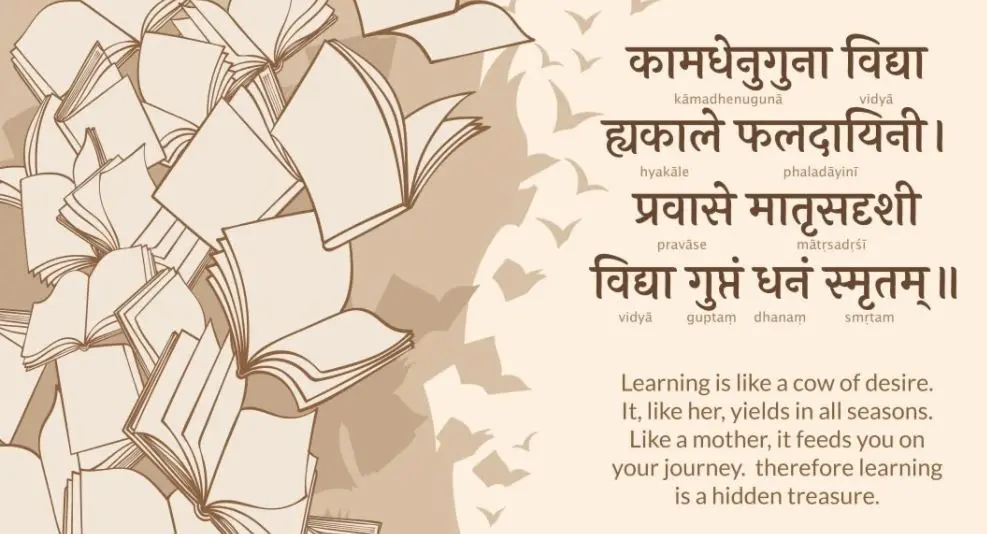 कामधेनुगुना विद्या
kāmadhenugunā vidyā
ह्यकाले फलदायिनी।
hyakāle phaladāyinī
प्रवासे मातृसदृशी
pravāse mātṛsadṛśī
विद्या गुप्तं धनं स्मृतम्॥
vidyā guptaṃ dhanaṃ smṛtam
Learning is like a cow of desire.
It, like her, yields in all seasons.
Like a mother, it feeds you on
your journey. therefore learning
is a hidden treasure.